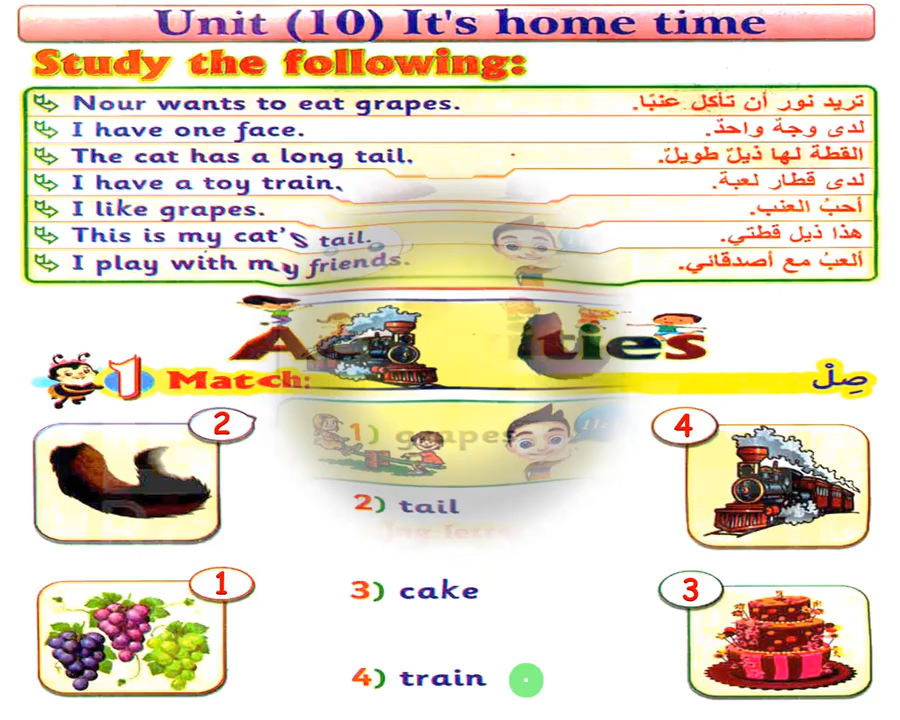 Unit (10) It's home time
Study the following:
Nour wants to eat grapes. تريد نور أن تأكل عنبًا.
I have one face. لدى وجة واحدٌ.
The cat has a long tail. القطة لها ذيلٌ طويلٌ.
I have a toy train. لدى قطار لعبة.
I like grapes. أحبُ العنب.
This is my cat's tail. هذا ذيل قطتي.
I play with my friends. ألعبُ مع أصدقائي.
1 Match: صِلْ
2
1) grapes
4
2) tail
1
3) cake
3
4) train